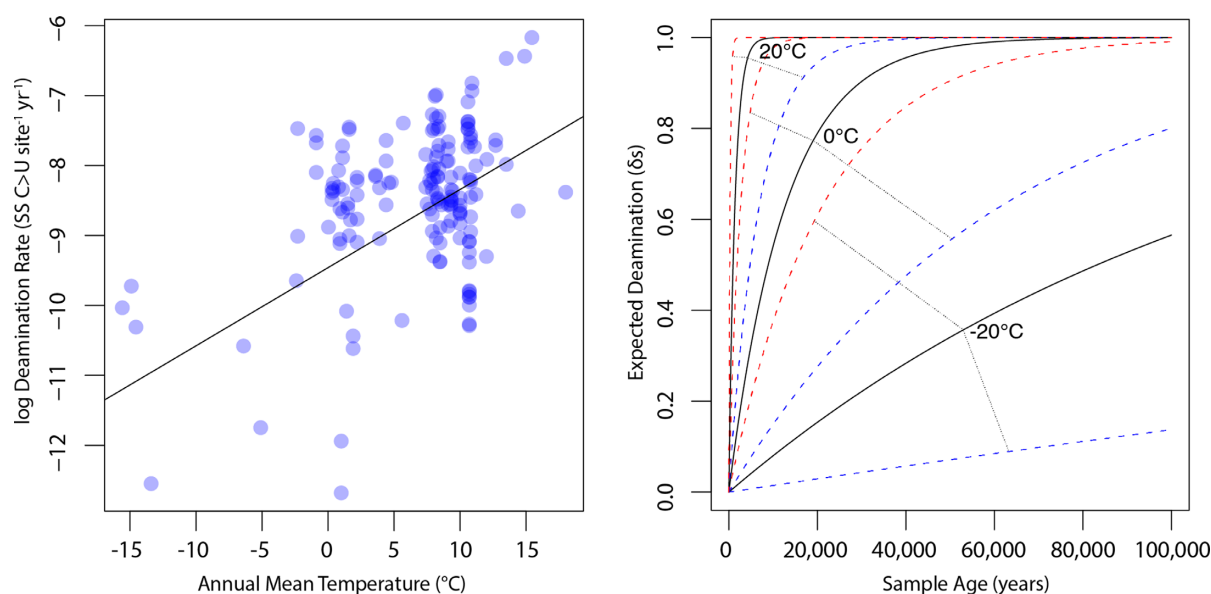 log Deamination Rate (SS C>U site⁻¹ yr⁻¹)
−6
−7
−8
−9
−10
−11
−12
-15 -10 -5 0 5 10 15
Annual Mean Temperature (°C)
Expected Deamination (δs)
1.0
0.8
0.6
0.4
0.2
0.0
20°C
0°C
-20°C
0 20,000 40,000 60,000 80,000 100,000
Sample Age (years)